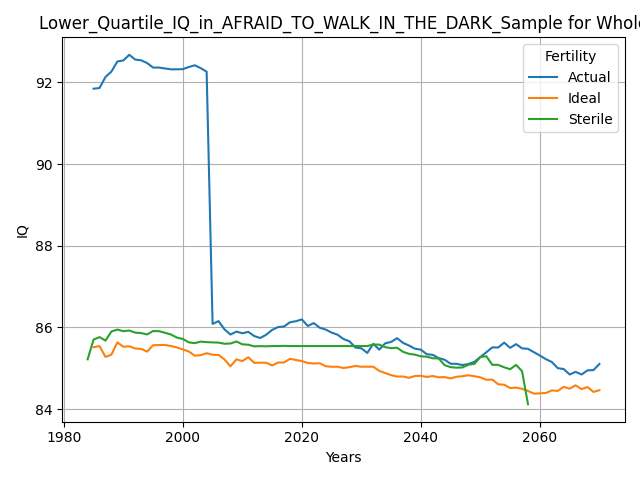 Lower_Quartile_IQ_in_AFRAID_TO_WALK_IN_THE_DARK_Sample for Whole
Fertility
Actual
Ideal
Sterile
IQ
92
90
88
86
84
1980
2000
2020
2040
2060
Years